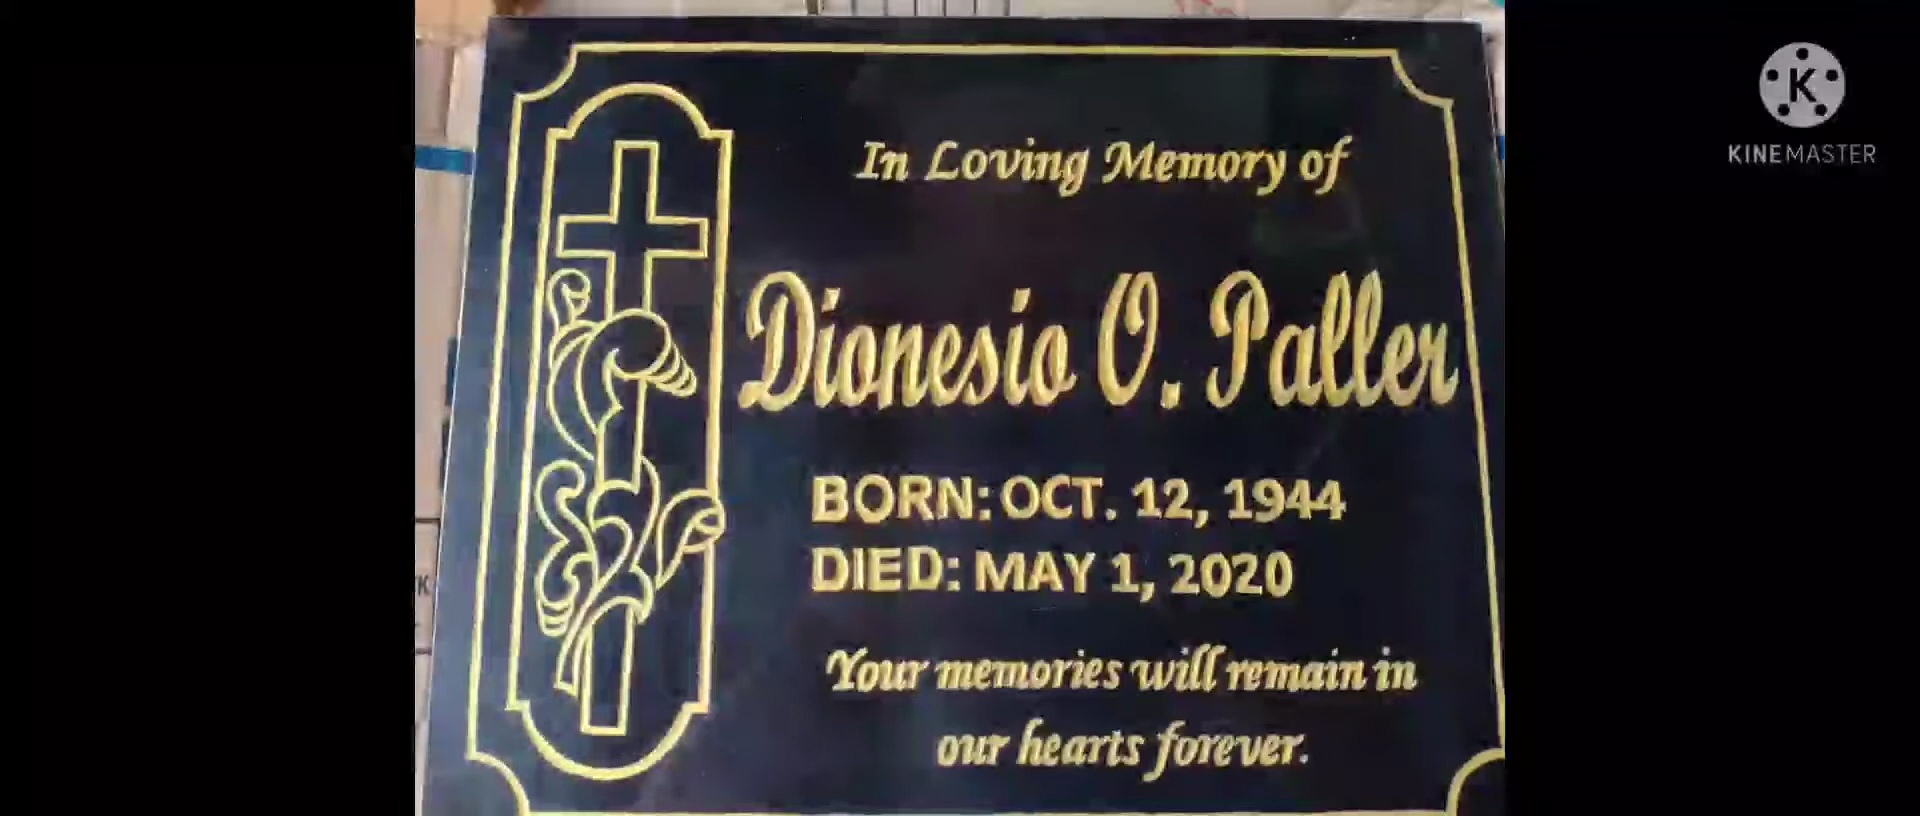 In Loving Memory of
Dionesio O. Paller
BORN: OCT. 12, 1944
DIED: MAY 1, 2020
Your memories will remain in
our hearts forever.
K
KINEMASTER
K